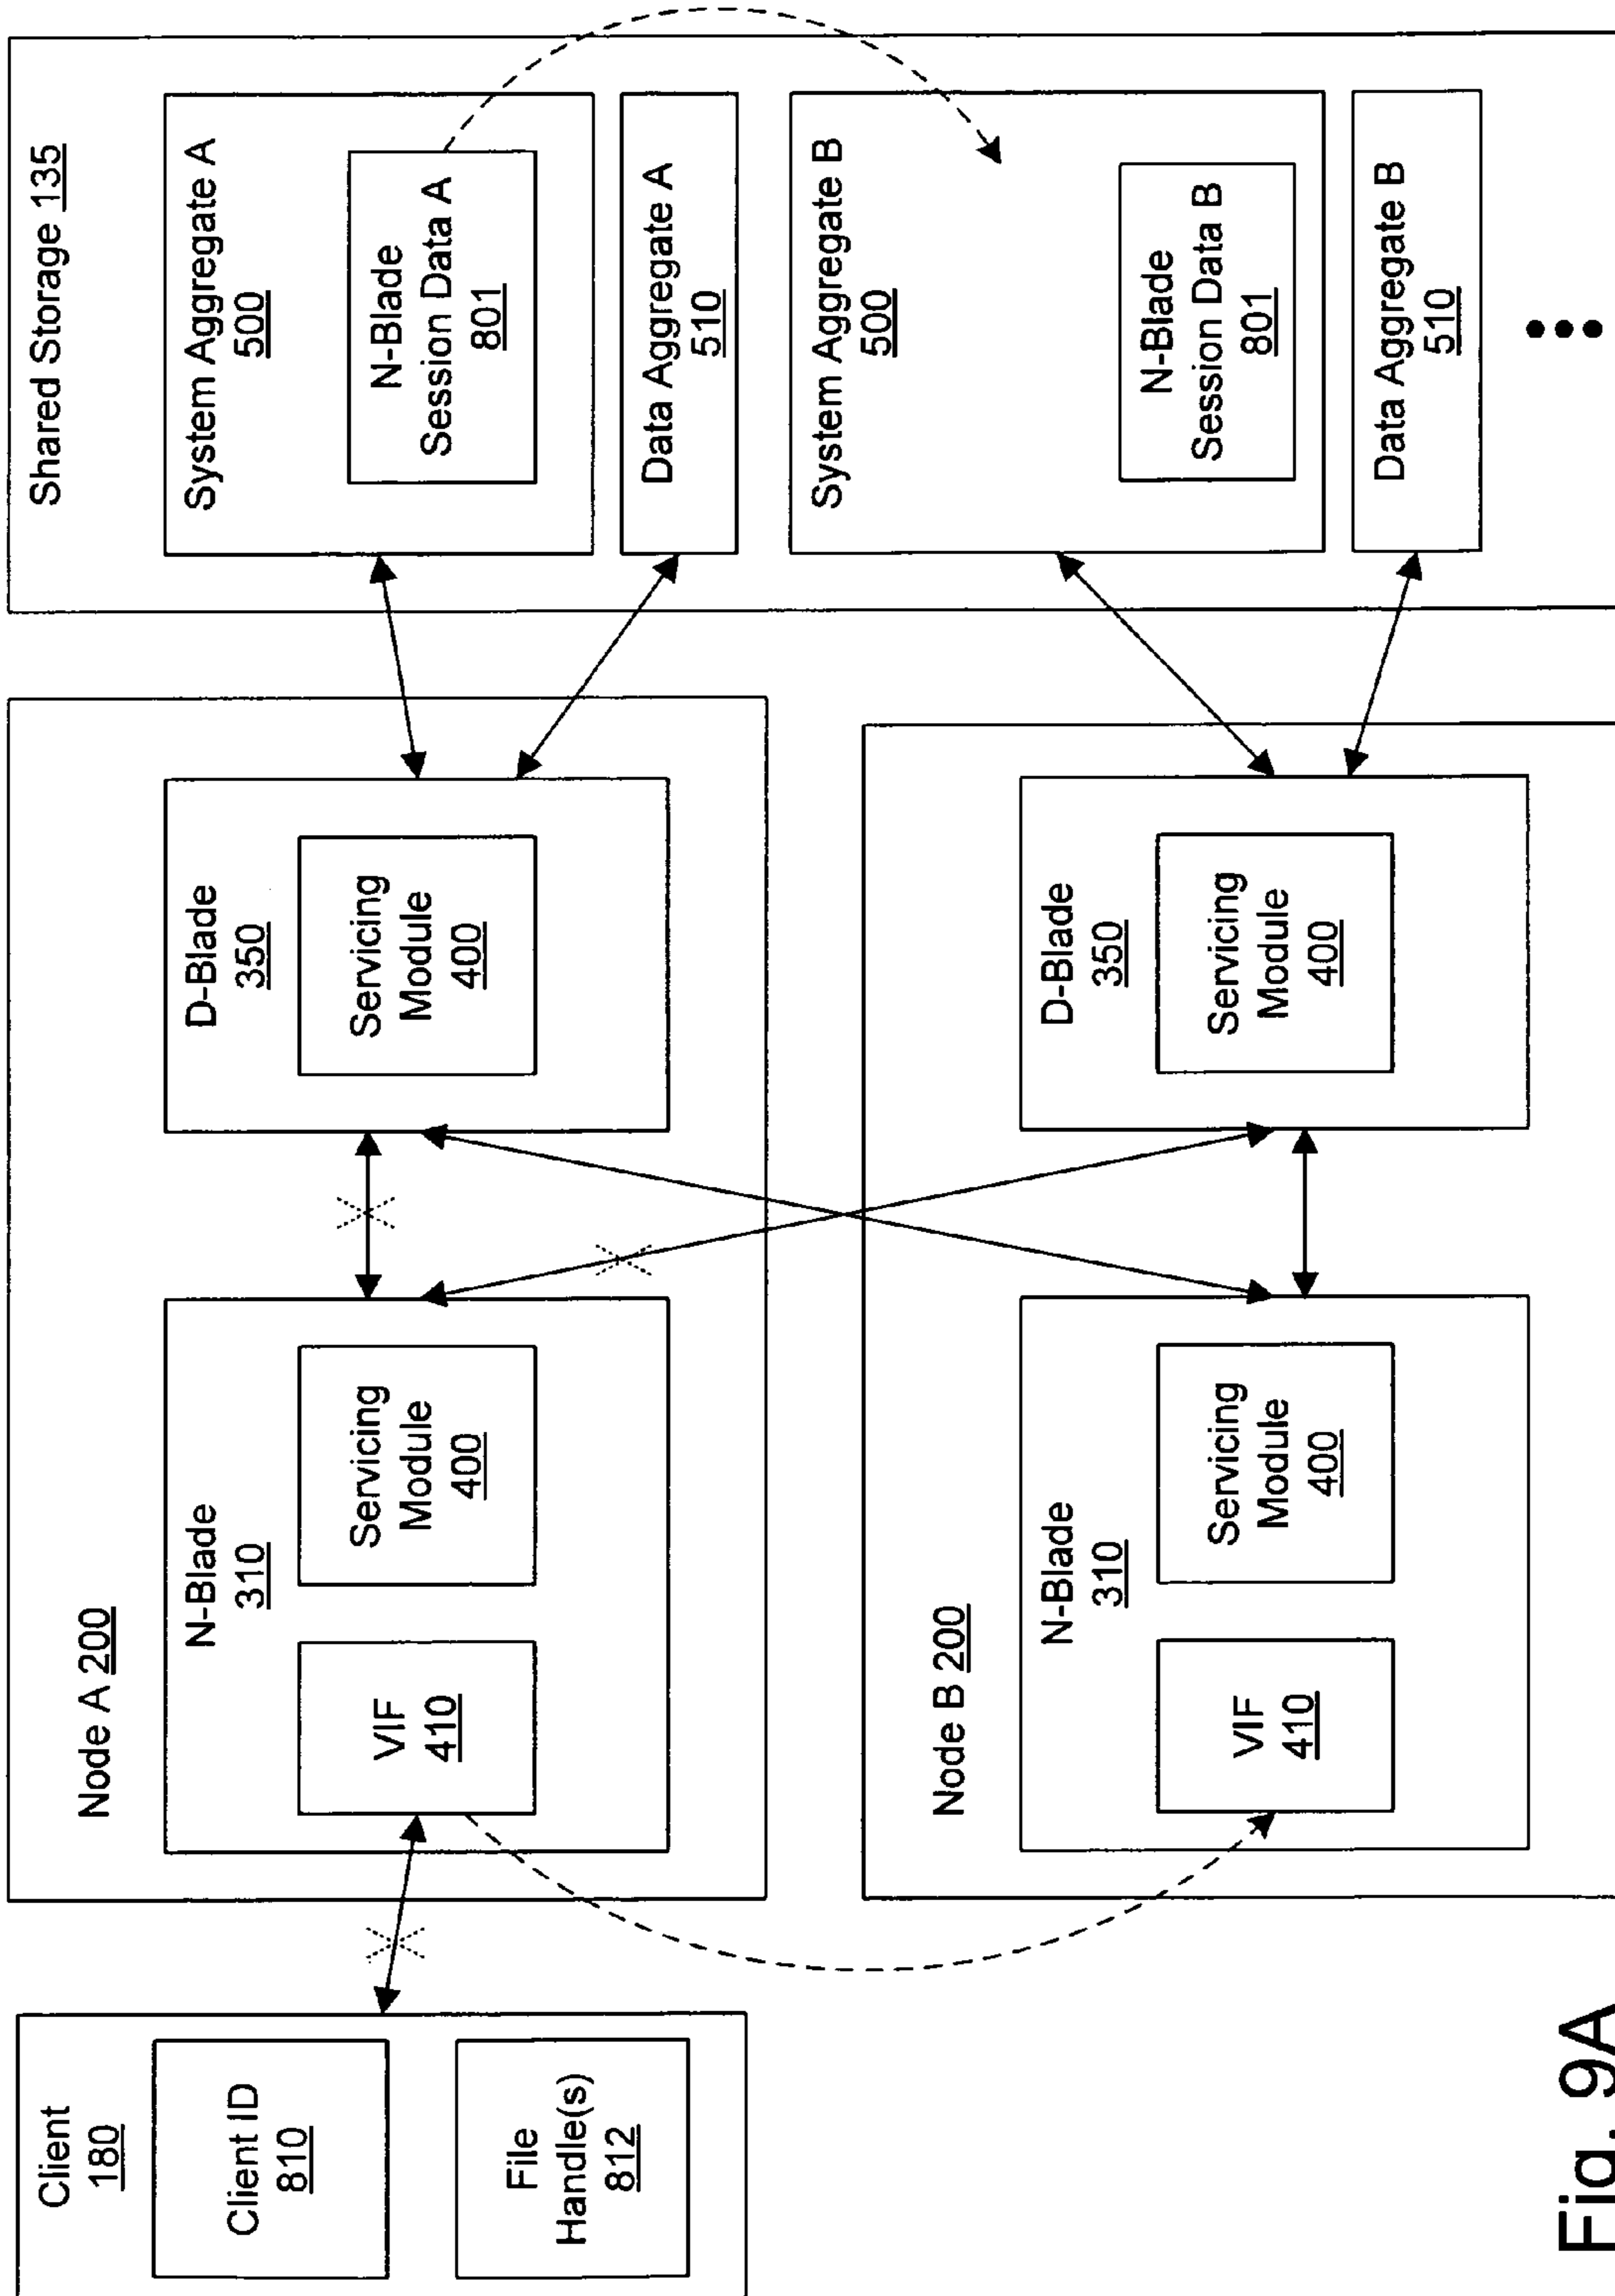 Client
180
Client ID
810
File
Handle(s)
812
Node A 200
N-Blade
310
VIF
410
Servicing
Module
400
D-Blade
350
Servicing
Module
400
Node B 200
N-Blade
310
VIF
410
Servicing
Module
400
D-Blade
350
Servicing
Module
400
Shared Storage 135
System Aggregate A
500
N-Blade
Session Data A
801
Data Aggregate A
510
System Aggregate B
500
N-Blade
Session Data B
801
Data Aggregate B
510
Fig. 9A